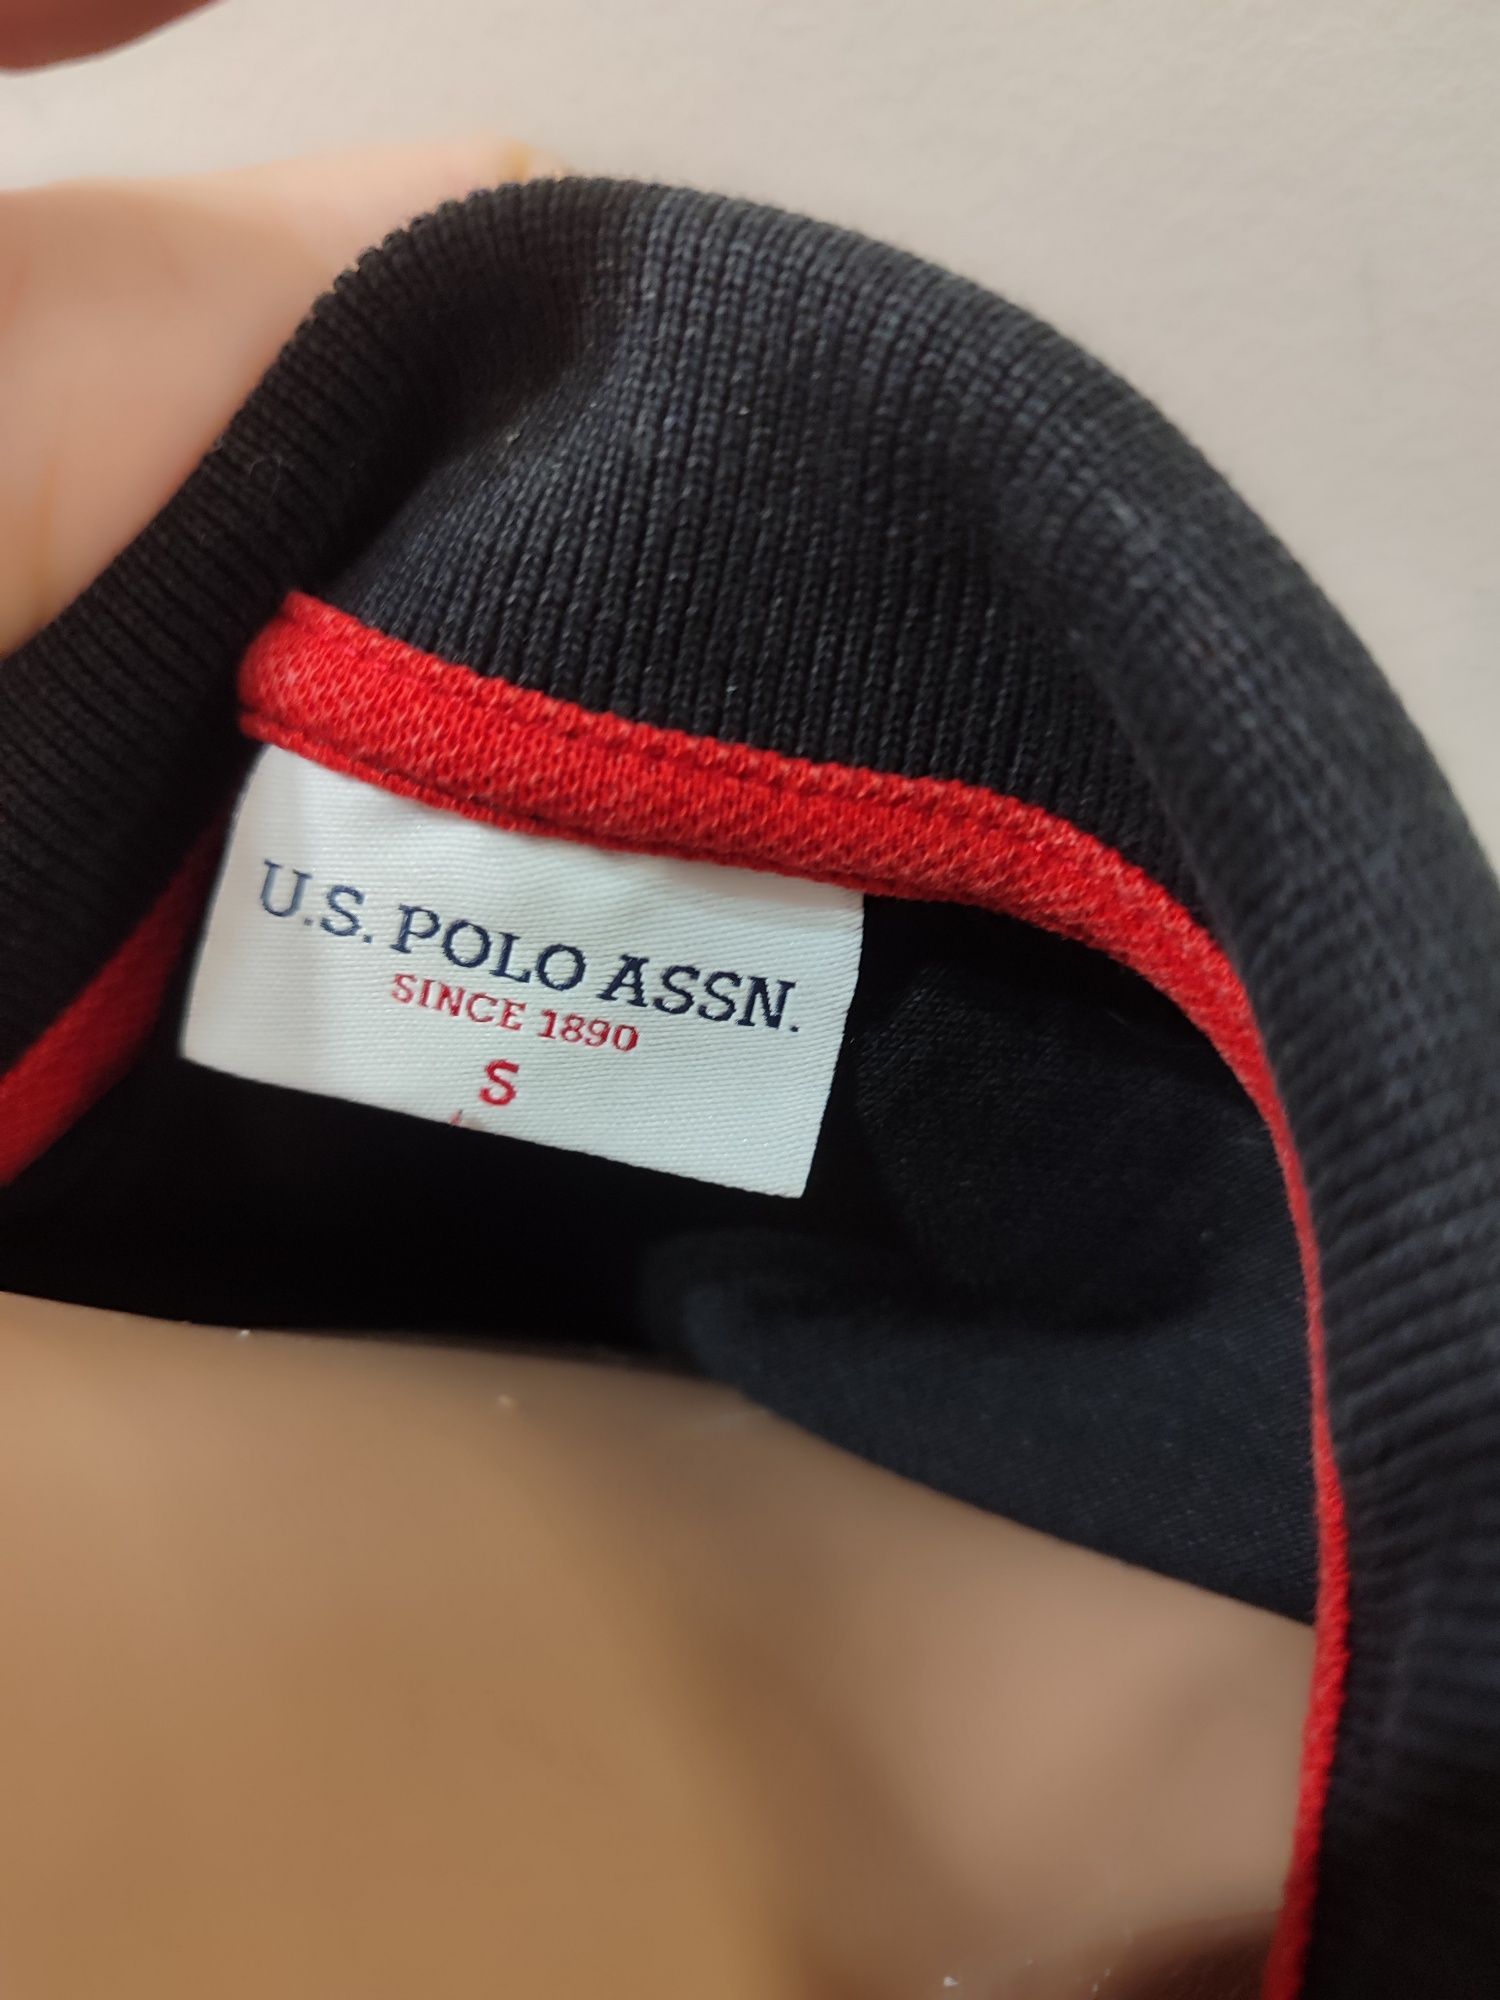 U.S. POLO ASSN.
SINCE 1890
S